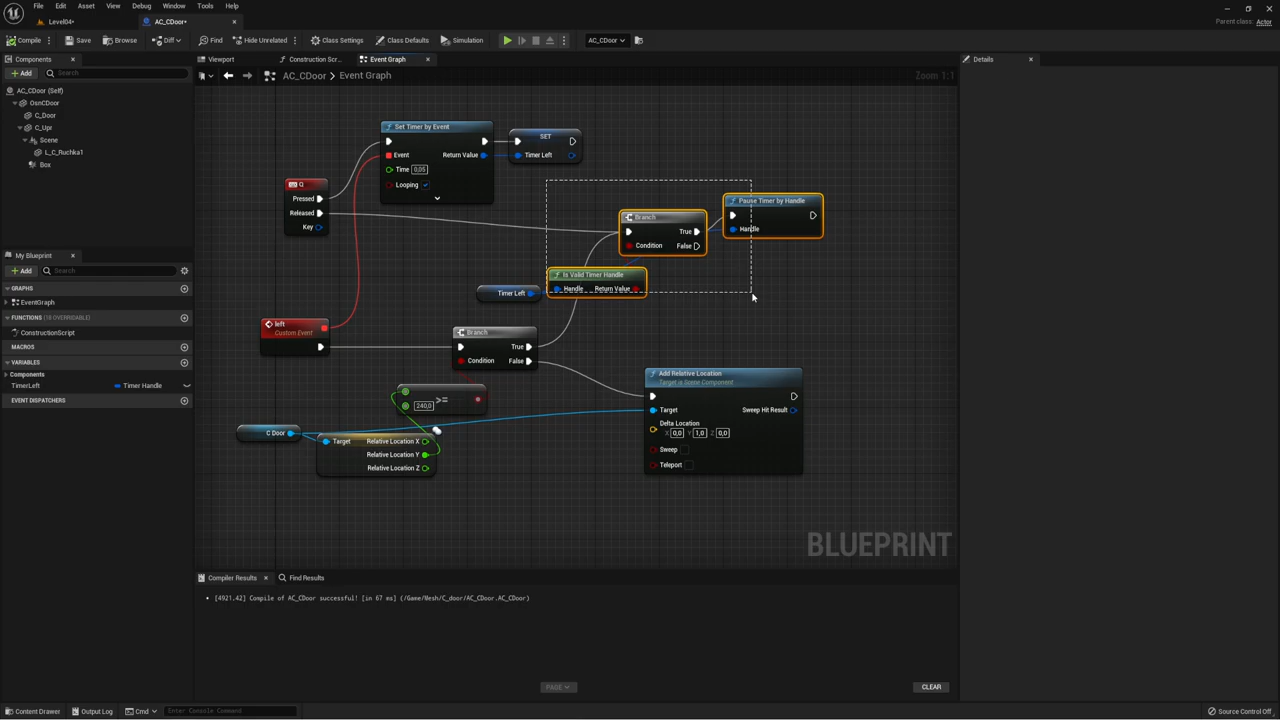 File Edit Asset View Debug Window Tools Help
Level04•
AC_CDoor•
Parent class: Actor
Compile
Save
Browse
Diff
Find
Hide Unrelated
Class Settings
Class Defaults
Simulation
AC_CDoor
Components
Viewport
Construction Scr...
Event Graph
Details
Add
Search
AC_CDoor > Event Graph
Zoom 1:1
AC_CDoor (Self)
OsnCDoor
C_Door
C_Upr
Scene
L_C_Ruchka1
Box
Set Timer by Event
Event
Return Value
Time 0,05
Looping
SET
Timer Left
Q
Pressed
Released
Key
Branch
True
Condition
False
Pause Timer by Handle
Handle
Is Valid Timer Handle
Handle
Return Value
Timer Left
My Blueprint
Add
Search
GRAPHS
EventGraph
FUNCTIONS (18 OVERRIDABLE)
ConstructionScript
MACROS
VARIABLES
Components
TimerLeft
Timer Handle
EVENT DISPATCHERS
left
Custom Event
Branch
True
Condition
False
240,0
>=
C Door
Target
Relative Location X
Relative Location Y
Relative Location Z
Add Relative Location
Target is Scene Component
Target
Sweep Hit Result
Delta Location
X 0,0 Y 1,0 Z 0,0
Sweep
Teleport
BLUEPRINT
Compiler Results
Find Results
[4921,42] Compile of AC_CDoor successful! [in 67 ms] (/Game/Mesh/C_door/AC_CDoor.AC_CDoor)
PAGE
CLEAR
Content Drawer
Output Log
Cmd
Enter Console Command
Source Control Off